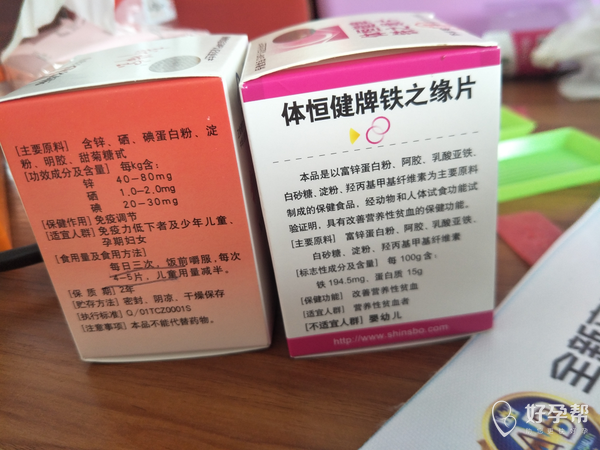 [主要原料] 含锌、硒、碘蛋白粉、淀
粉、明胶、甜菊糖甙
[功效成分及含量] 每kg含:
锌 40-80mg
硒 1.0-2.0mg
碘 20-30mg
[保健作用] 免疫调节
[适宜人群] 免疫力低下者及少年儿童、
孕期妇女
[食用量及食用方法]
每日三次,饭前嚼服,每次
4-5片,儿童用量减半。
[保 质 期] 2年
[贮存方法] 密封、阴凉、干燥保存
[执行标准] Q/01TCZ0001S
[注意事项] 本品不能代替药物。
体恒健牌铁之缘片
本品是以富锌蛋白粉、阿胶、乳酸亚铁、
白砂糖、淀粉、羟丙基甲基纤维素为主要原料
制成的保健食品,经动物和人体试食功能试
验证明,具有改善营养性贫血的保健功能。
[主要原料] 富锌蛋白粉、阿胶、乳酸亚铁、
白砂糖、淀粉、羟丙基甲基纤维素
[标志性成分及含量] 每 100g含:
铁 194.5mg,蛋白质 15g
[保健功能] 改善营养性贫血
[适宜人群] 营养性贫血者
[不适宜人群] 婴幼儿
http://www.shinsbo.com
好孕帮